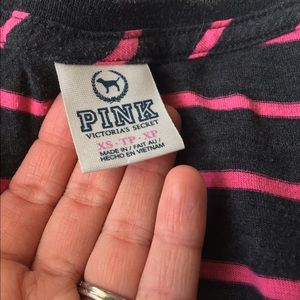 PINK
VICTORIA'S SECRET
XS·TP·XP
MADE IN / FAIT AU /
HECHO EN VIETNAM